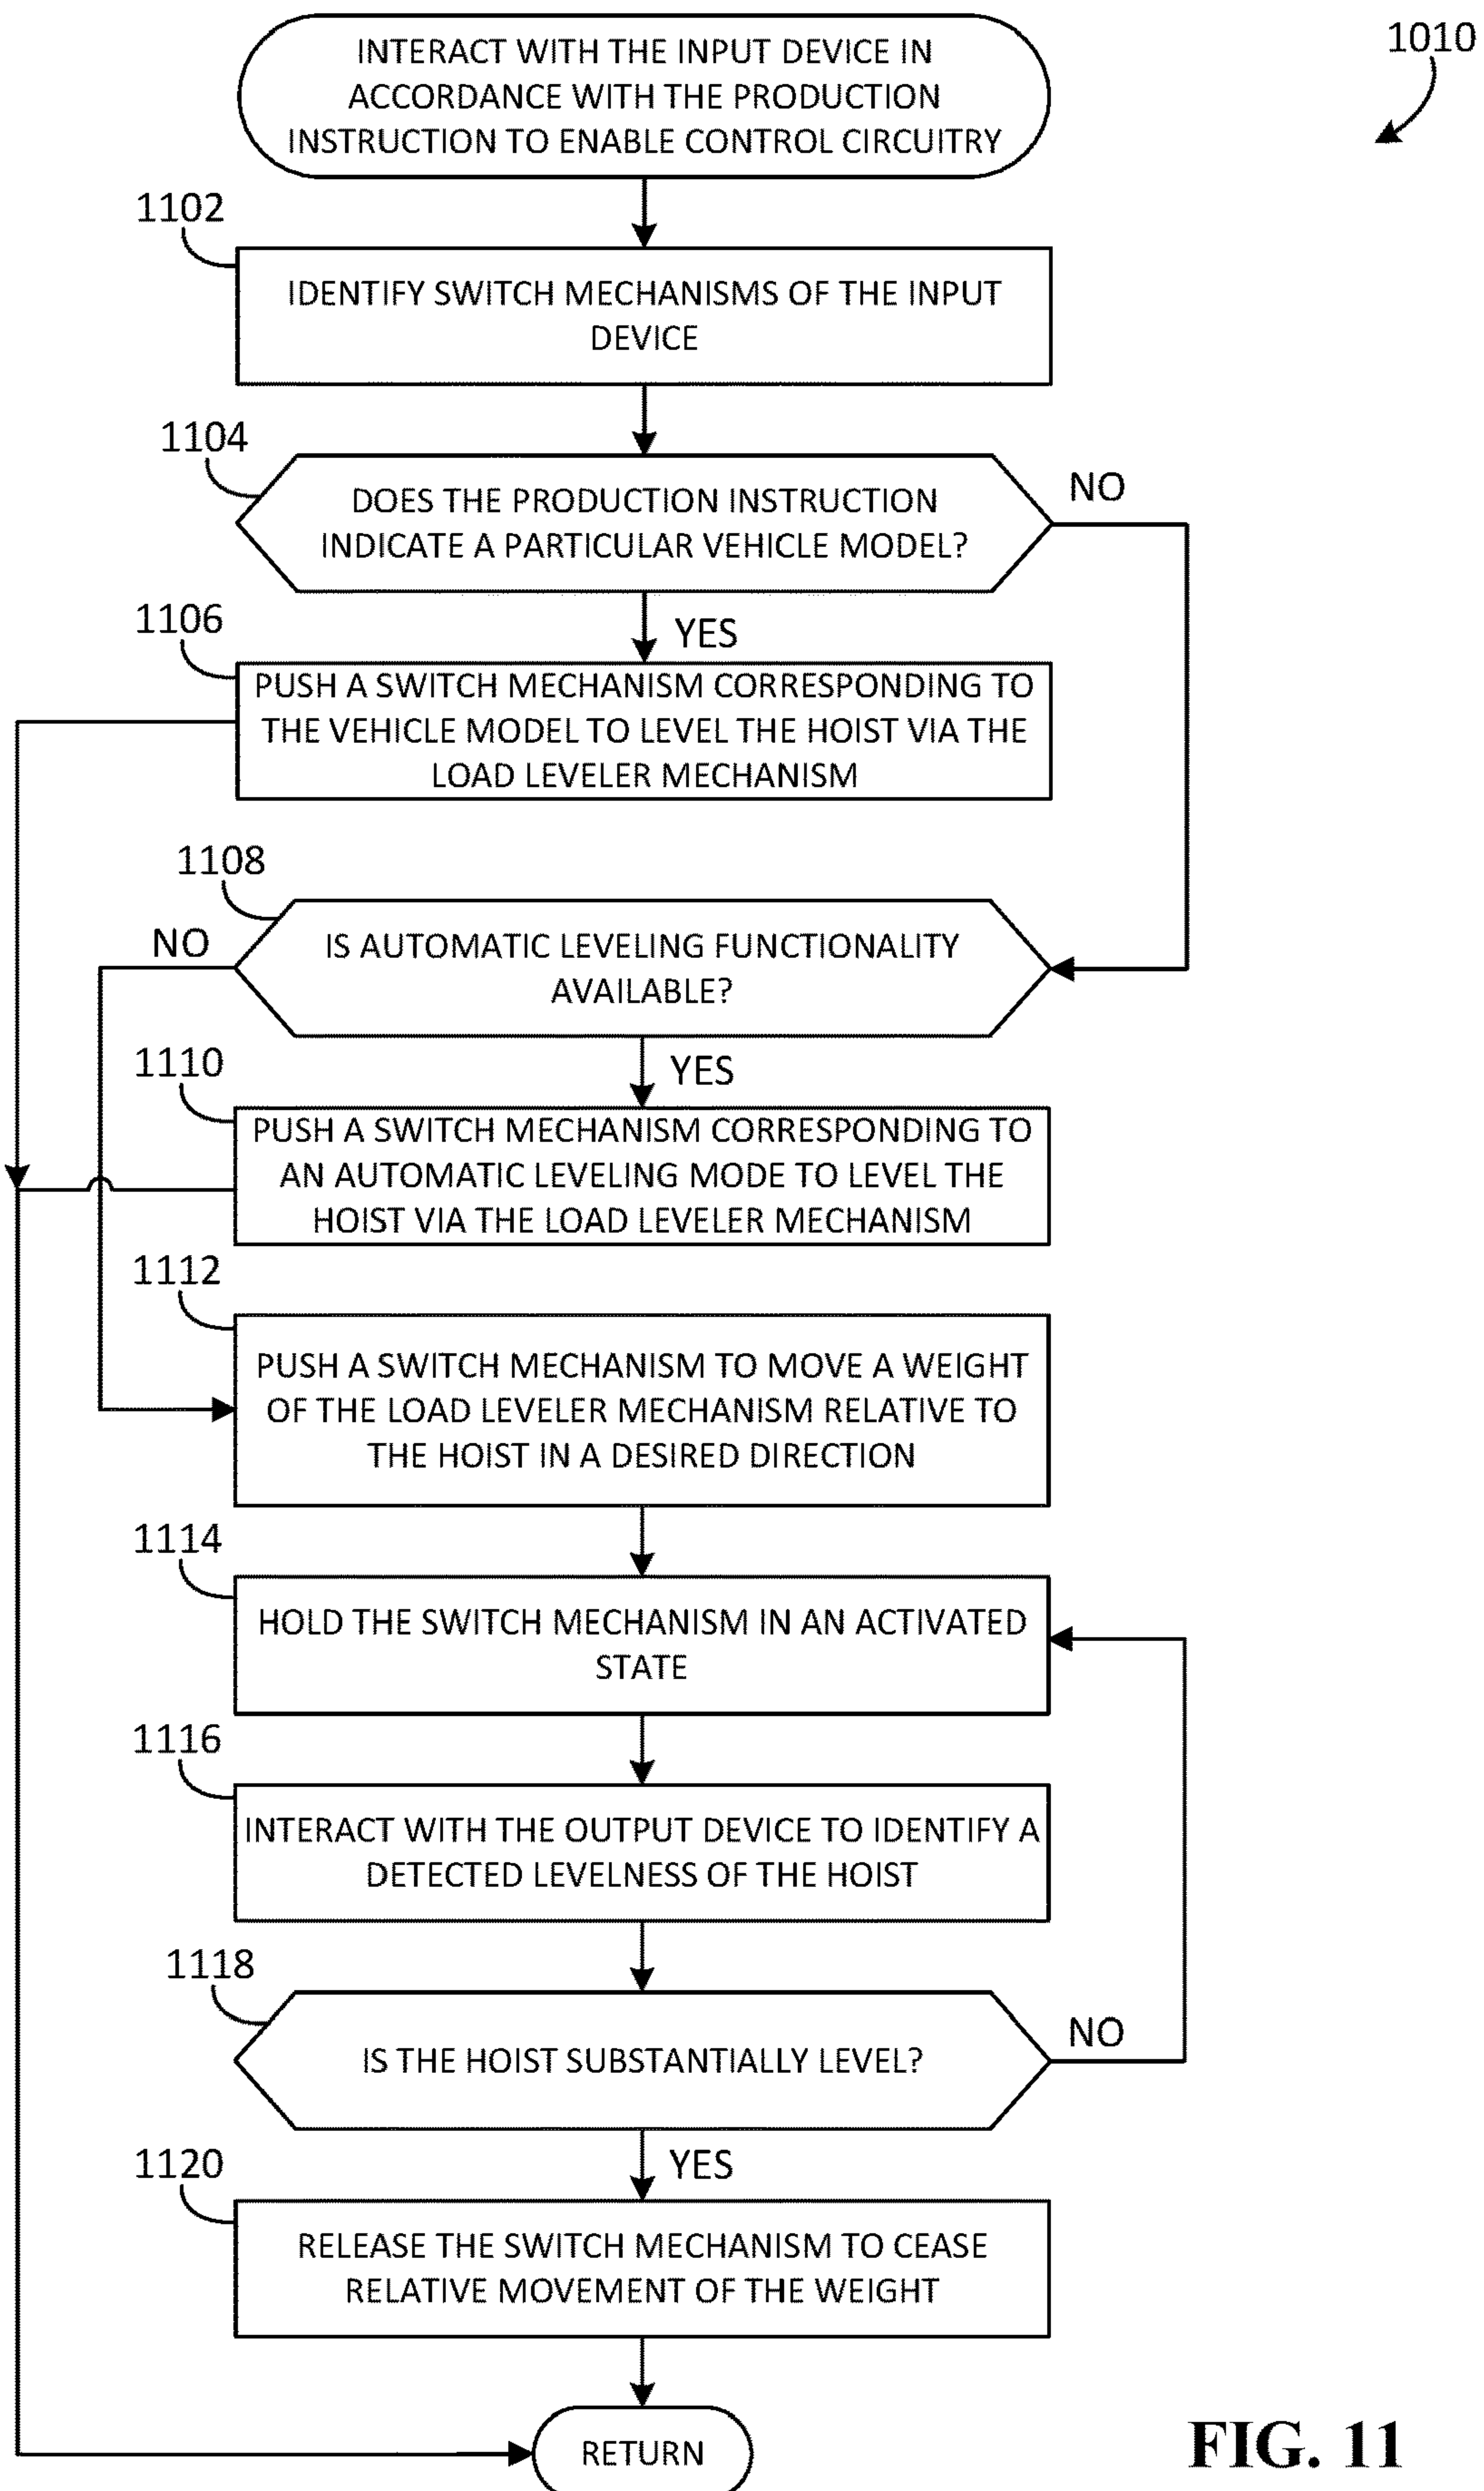 INTERACT WITH THE INPUT DEVICE IN
ACCORDANCE WITH THE PRODUCTION
INSTRUCTION TO ENABLE CONTROL CIRCUITRY
1010
1102
IDENTIFY SWITCH MECHANISMS OF THE INPUT
DEVICE
1104
DOES THE PRODUCTION INSTRUCTION
INDICATE A PARTICULAR VEHICLE MODEL?
NO
YES
1106
PUSH A SWITCH MECHANISM CORRESPONDING TO
THE VEHICLE MODEL TO LEVEL THE HOIST VIA THE
LOAD LEVELER MECHANISM
1108
NO
IS AUTOMATIC LEVELING FUNCTIONALITY
AVAILABLE?
YES
1110
PUSH A SWITCH MECHANISM CORRESPONDING TO
AN AUTOMATIC LEVELING MODE TO LEVEL THE
HOIST VIA THE LOAD LEVELER MECHANISM
1112
PUSH A SWITCH MECHANISM TO MOVE A WEIGHT
OF THE LOAD LEVELER MECHANISM RELATIVE TO
THE HOIST IN A DESIRED DIRECTION
1114
HOLD THE SWITCH MECHANISM IN AN ACTIVATED
STATE
1116
INTERACT WITH THE OUTPUT DEVICE TO IDENTIFY A
DETECTED LEVELNESS OF THE HOIST
1118
IS THE HOIST SUBSTANTIALLY LEVEL?
NO
YES
1120
RELEASE THE SWITCH MECHANISM TO CEASE
RELATIVE MOVEMENT OF THE WEIGHT
RETURN
FIG. 11